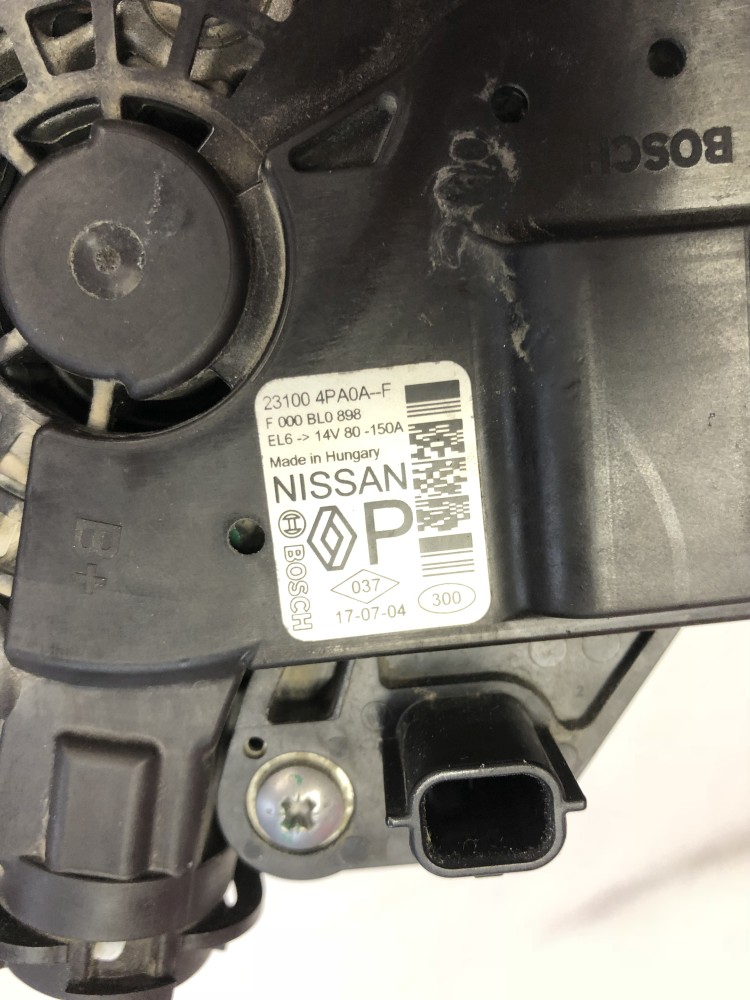 BOSCH
23100 4PA0A--F
F 000 BL0 898
EL6 -> 14V 80 -150A
Made in Hungary
NISSAN
P
BOSCH
037
17-07-04
300
B+